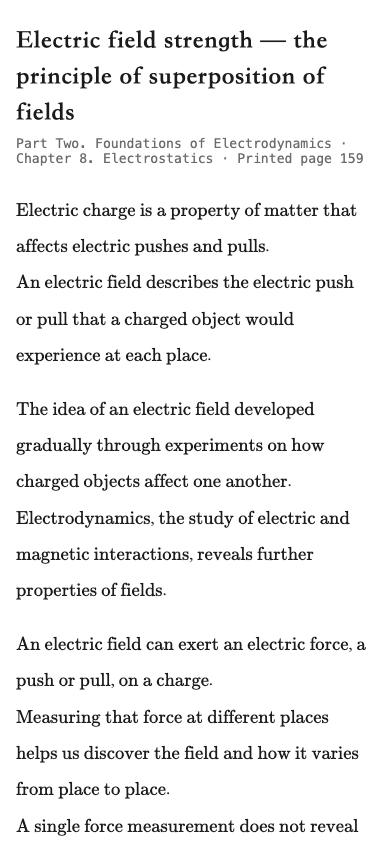 Electric field strength — the
principle of superposition of
fields
Part Two. Foundations of Electrodynamics ·
Chapter 8. Electrostatics · Printed page 159
Electric charge is a property of matter that
affects electric pushes and pulls.
An electric field describes the electric push
or pull that a charged object would
experience at each place.
The idea of an electric field developed
gradually through experiments on how
charged objects affect one another.
Electrodynamics, the study of electric and
magnetic interactions, reveals further
properties of fields.
An electric field can exert an electric force, a
push or pull, on a charge.
Measuring that force at different places
helps us discover the field and how it varies
from place to place.
A single force measurement does not reveal